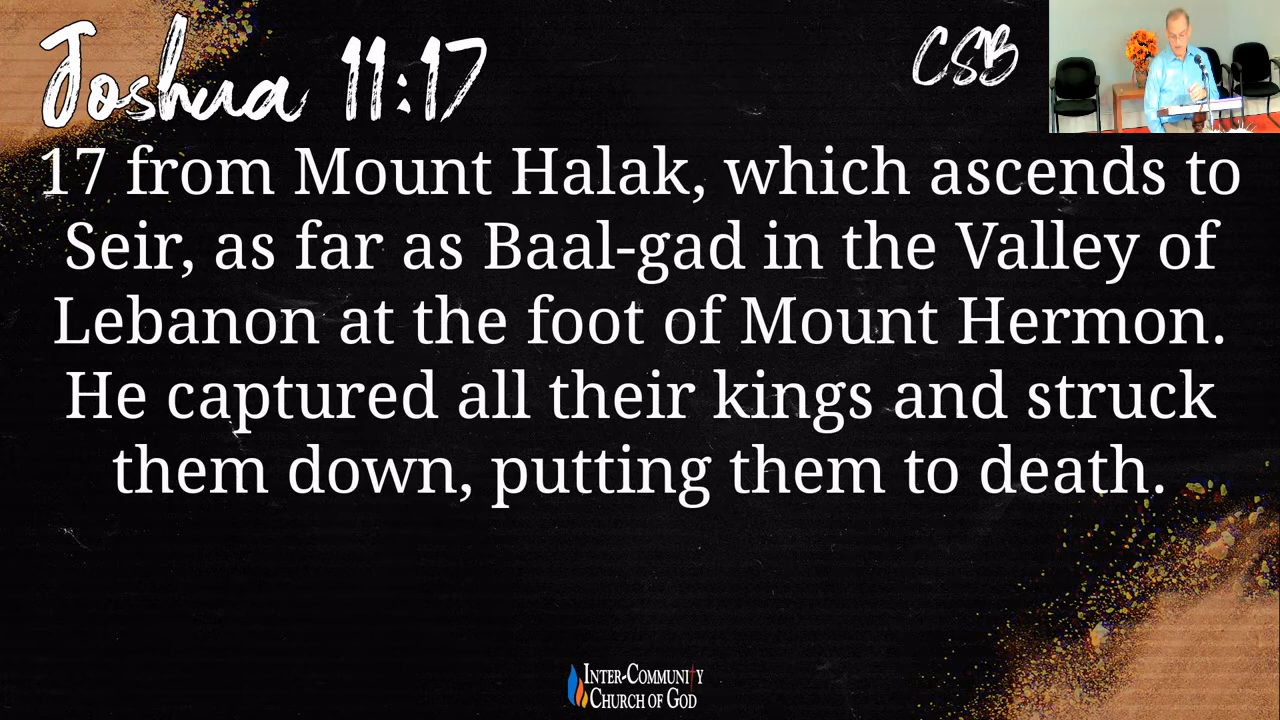 Joshua 11:17
CSB
17 from Mount Halak, which ascends to
Seir, as far as Baal-gad in the Valley of
Lebanon at the foot of Mount Hermon.
He captured all their kings and struck
them down, putting them to death.
Inter-Community
Church of God